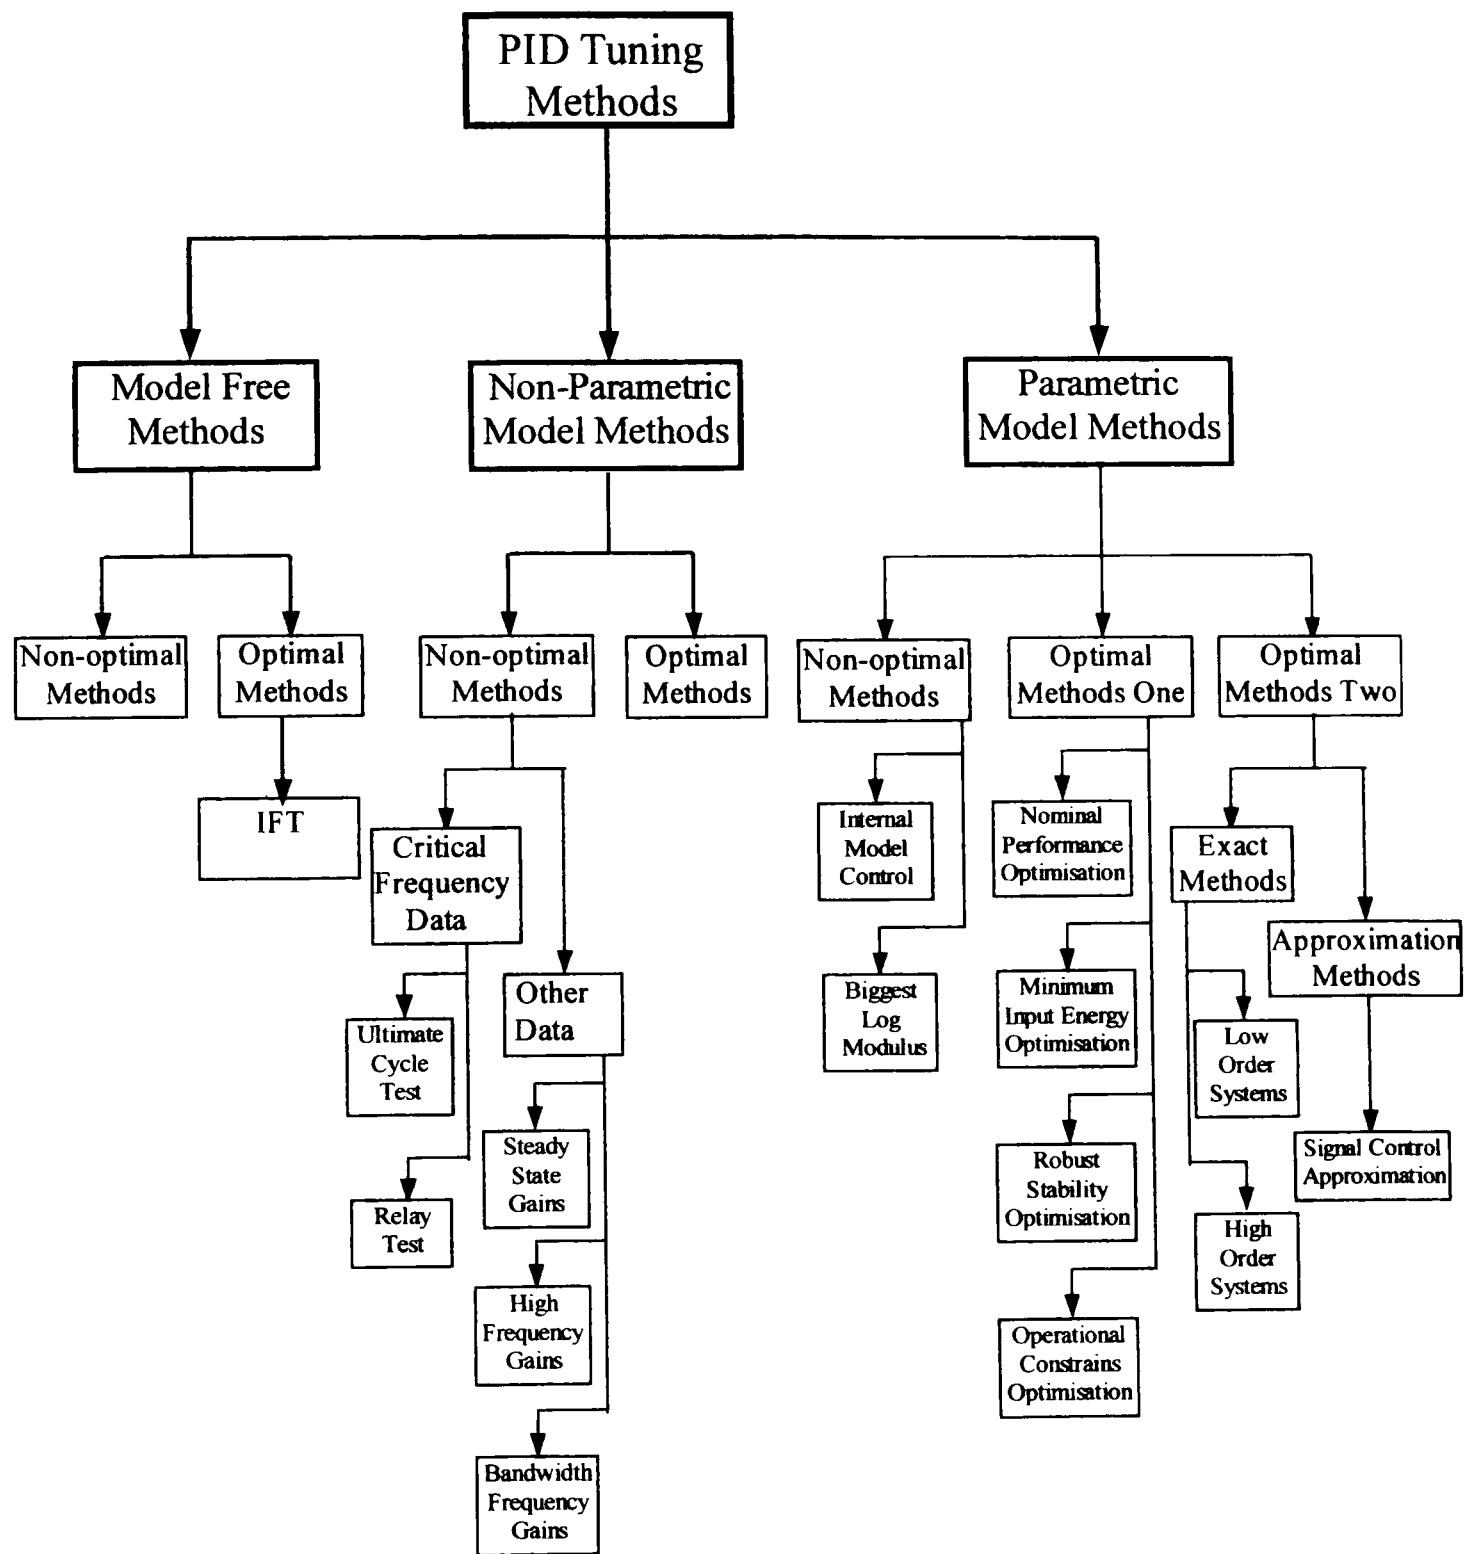 PID Tuning
Methods
Model Free
Methods
Non-Parametric
Model Methods
Parametric
Model Methods
Non-optimal
Methods
Optimal
Methods
Non-optimal
Methods
Optimal
Methods
Non-optimal
Methods
Optimal
Methods One
Optimal
Methods Two
IFT
Critical
Frequency
Data
Other
Data
Ultimate
Cycle
Test
Relay
Test
Steady
State
Gains
High
Frequency
Gains
Bandwidth
Frequency
Gains
Internal
Model
Control
Biggest
Log
Modulus
Nominal
Performance
Optimisation
Minimum
Input Energy
Optimisation
Robust
Stability
Optimisation
Operational
Constrains
Optimisation
Exact
Methods
Approximation
Methods
Low
Order
Systems
High
Order
Systems
Signal Control
Approximation